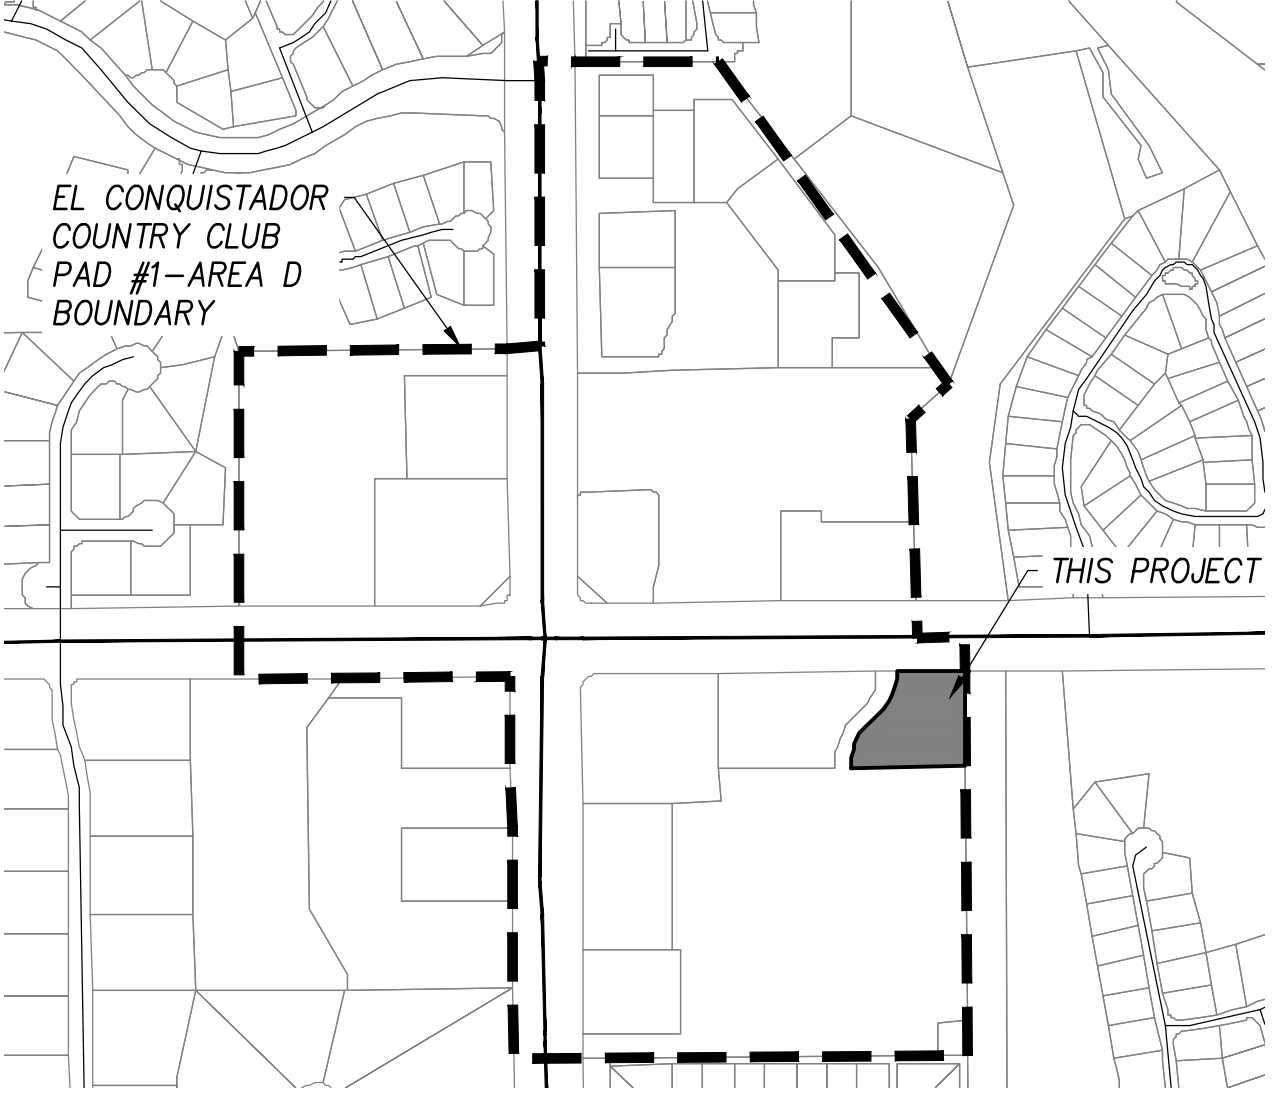 EL CONQUISTADOR
COUNTRY CLUB
PAD #1-AREA D
BOUNDARY
THIS PROJECT